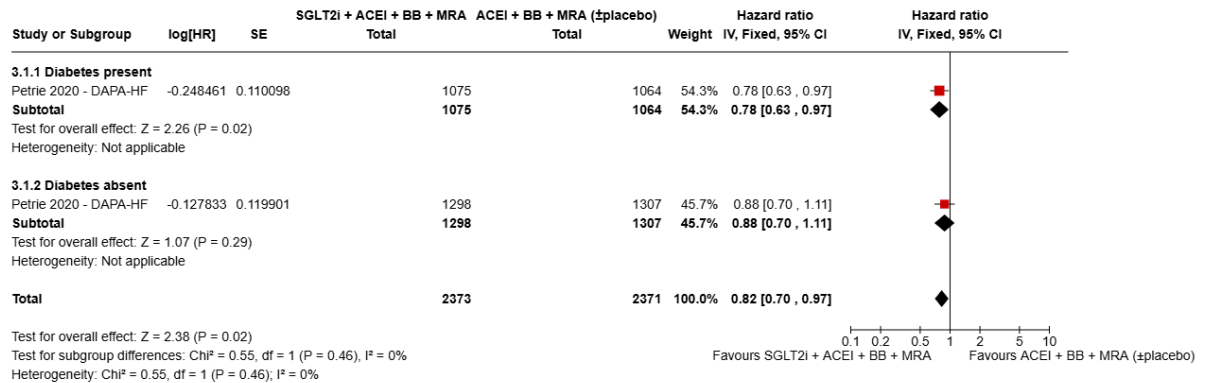 SGLT2i + ACEI + BB + MRA ACEI + BB + MRA (±placebo) Hazard ratio Hazard ratio
Study or Subgroup log[HR] SE Total Total Weight IV, Fixed, 95% CI IV, Fixed, 95% CI
3.1.1 Diabetes present
Petrie 2020 - DAPA-HF -0.248461 0.110098 1075 1064 54.3% 0.78 [0.63 , 0.97]
Subtotal 1075 1064 54.3% 0.78 [0.63 , 0.97]
Test for overall effect: Z = 2.26 (P = 0.02)
Heterogeneity: Not applicable
3.1.2 Diabetes absent
Petrie 2020 - DAPA-HF -0.127833 0.119901 1298 1307 45.7% 0.88 [0.70 , 1.11]
Subtotal 1298 1307 45.7% 0.88 [0.70 , 1.11]
Test for overall effect: Z = 1.07 (P = 0.29)
Heterogeneity: Not applicable
Total 2373 2371 100.0% 0.82 [0.70 , 0.97]
Test for overall effect: Z = 2.38 (P = 0.02)
0.1 0.2 0.5 1 2 5 10
Test for subgroup differences: Chi² = 0.55, df = 1 (P = 0.46), I² = 0%
Favours SGLT2i + ACEI + BB + MRA Favours ACEI + BB + MRA (±placebo)
Heterogeneity: Chi² = 0.55, df = 1 (P = 0.46); I² = 0%